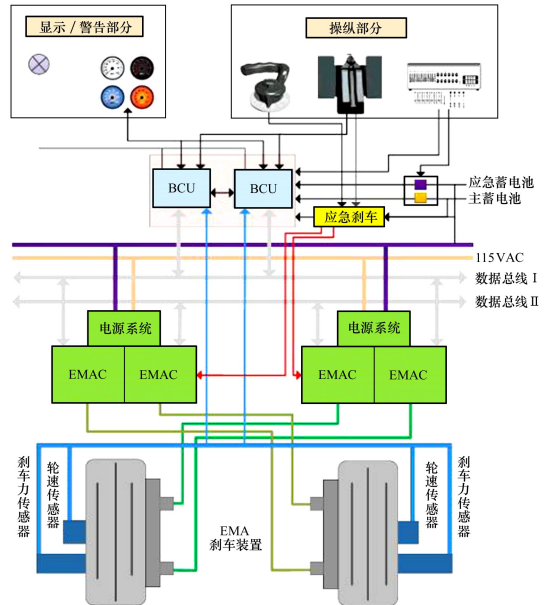 显示/警告部分
操纵部分
BCU
BCU
应急蓄电池
主蓄电池
应急刹车
115VAC
数据总线Ⅰ
数据总线Ⅱ
电源系统
电源系统
EMAC
EMAC
EMAC
EMAC
刹车力传感器
轮速传感器
EMA
刹车装置
轮速传感器
刹车力传感器